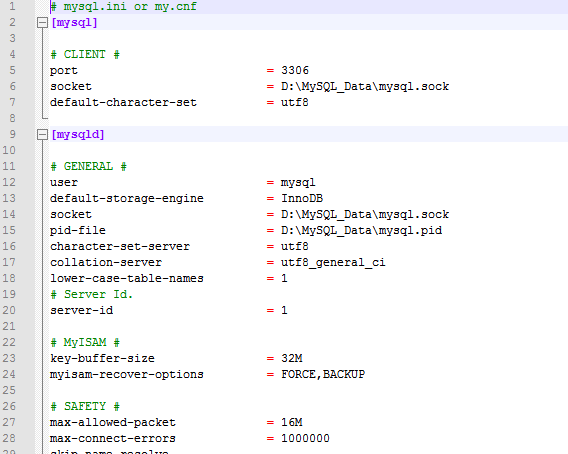 1 # mysql.ini or my.cnf
2 [mysql]
3
4 # CLIENT #
5 port = 3306
6 socket = D:\MySQL_Data\mysql.sock
7 default-character-set = utf8
8
9 [mysqld]
10
11 # GENERAL #
12 user = mysql
13 default-storage-engine = InnoDB
14 socket = D:\MySQL_Data\mysql.sock
15 pid-file = D:\MySQL_Data\mysql.pid
16 character-set-server = utf8
17 collation-server = utf8_general_ci
18 lower-case-table-names = 1
19 # Server Id.
20 server-id = 1
21
22 # MyISAM #
23 key-buffer-size = 32M
24 myisam-recover-options = FORCE,BACKUP
25
26 # SAFETY #
27 max-allowed-packet = 16M
28 max-connect-errors = 1000000
29 skip-name-resolve